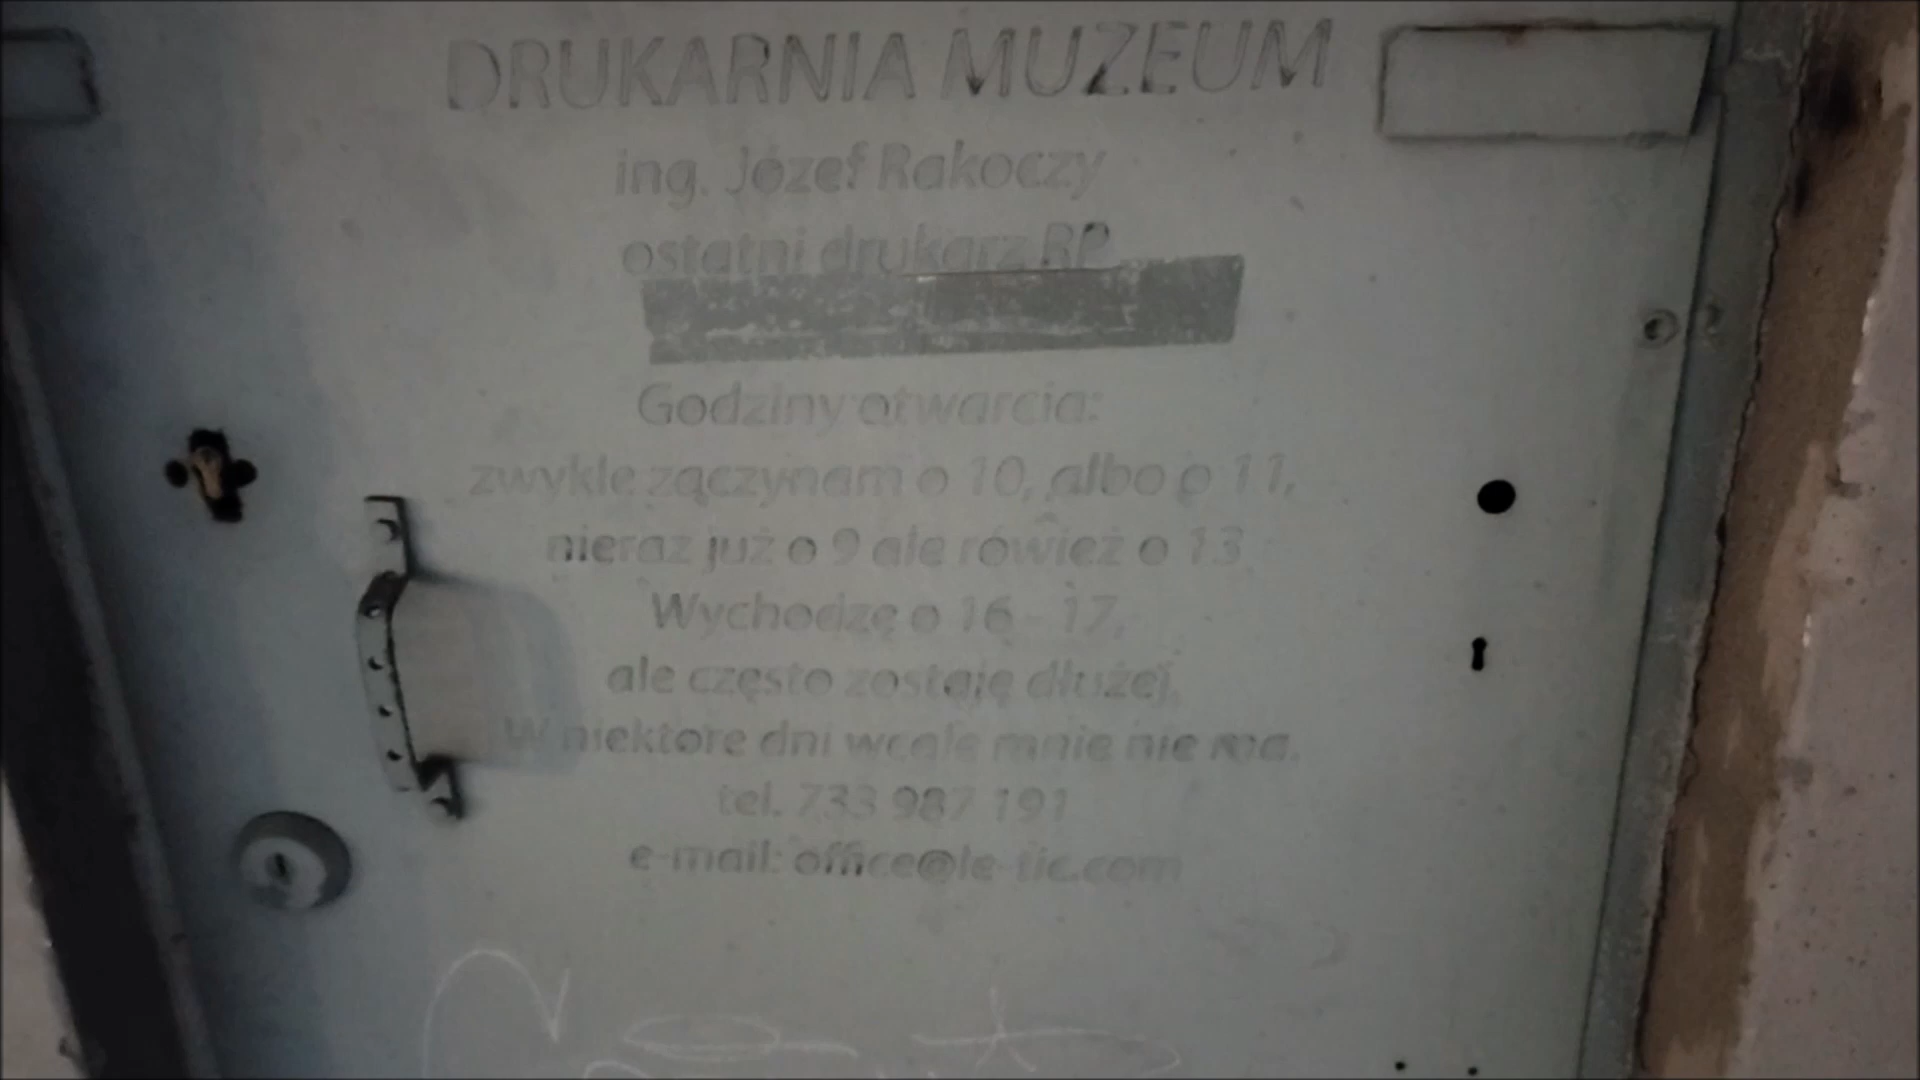 DRUKARNIA MUZEUM
ing. Józef Rakoczy
ostatni drukarz RP
Godziny otwarcia:
zwykle zączynam o 10, albo o 11,
nieraz już o 9 ale rówież o 13
Wychodzę o 16 - 17,
ale często zostaję dłużej.
W niektóre dni wcale mnie nie ma.
tel. 733 987 191
e-mail: office@le-tic.com